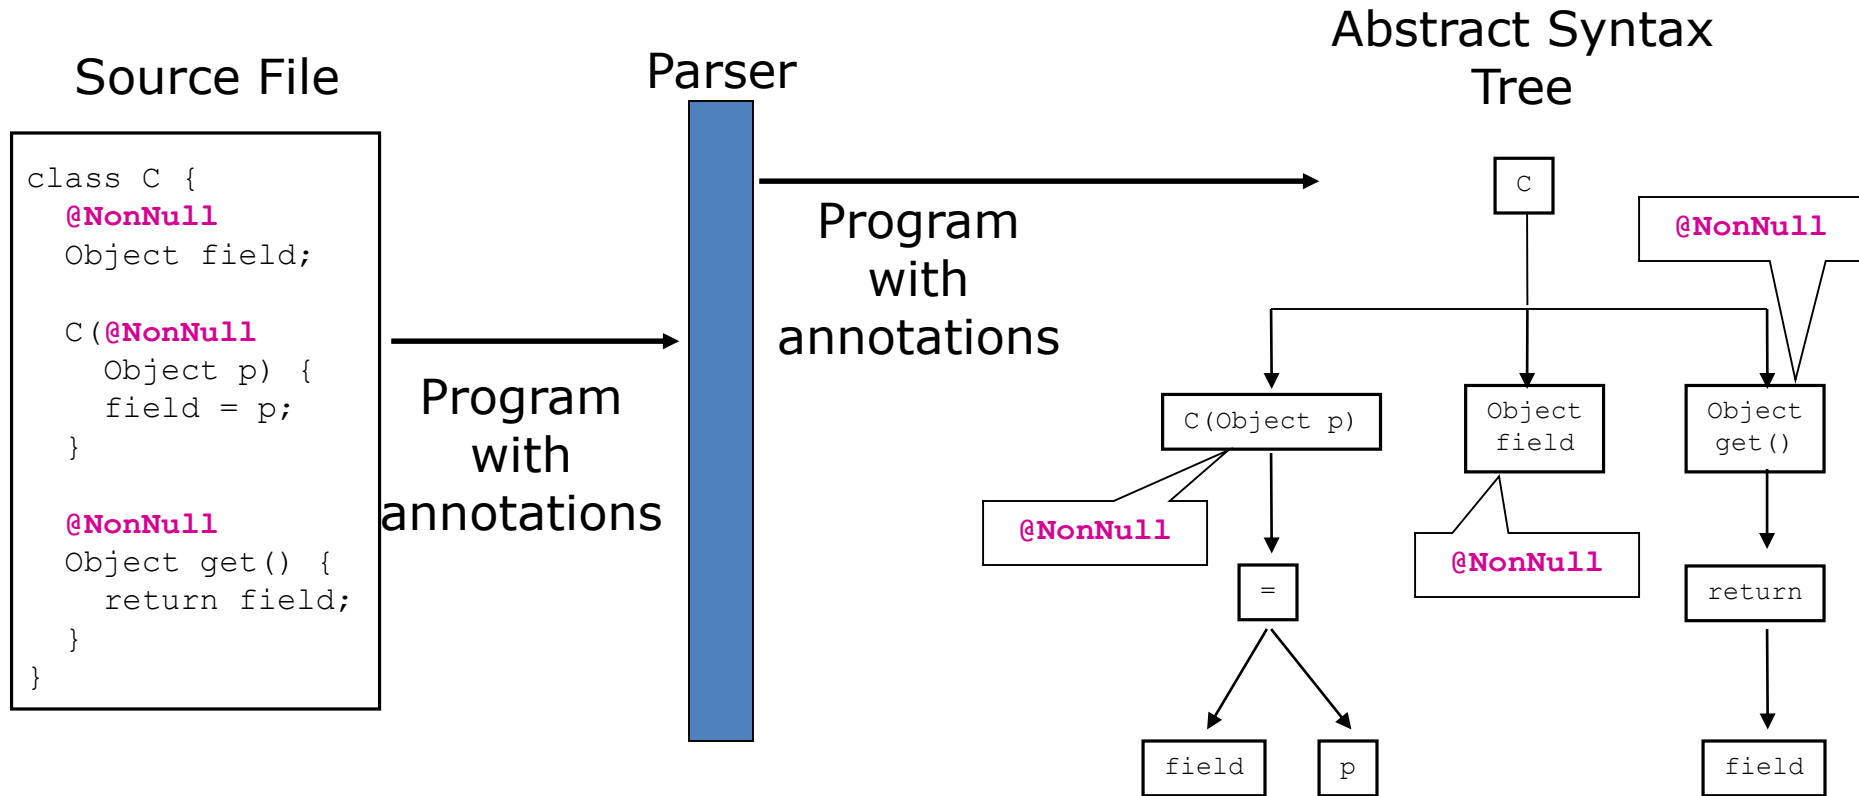 Source File
class C {
@NonNull
Object field;
C(@NonNull
Object p) {
field = p;
}
@NonNull
Object get() {
return field;
}
}
Program
with
annotations
Parser
Program
with
annotations
Abstract Syntax
Tree
C
@NonNull
C(Object p)
Object
field
Object
get()
@NonNull
@NonNull
=
return
field
p
field